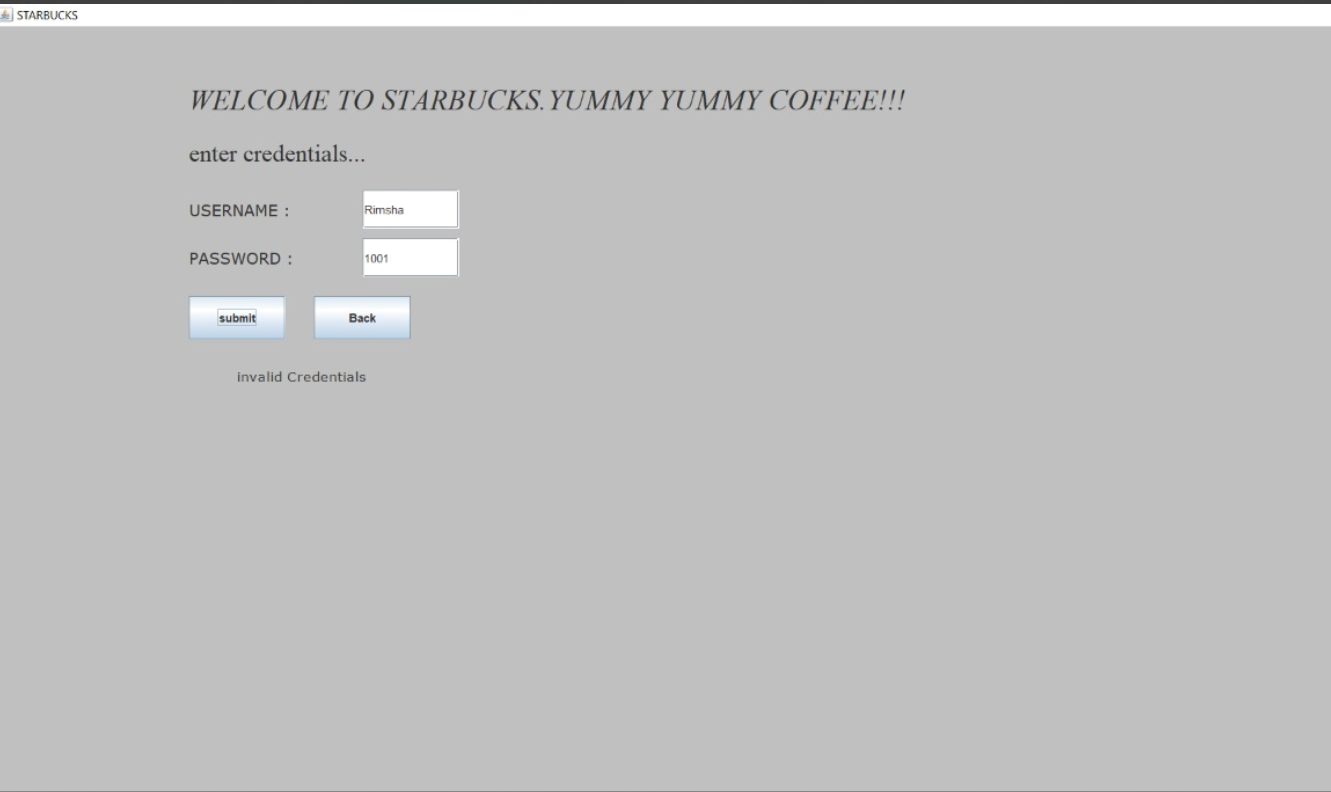 STARBUCKS
WELCOME TO STARBUCKS.YUMMY YUMMY COFFEE!!!
enter credentials...
USERNAME : Rimsha
PASSWORD : 1001
submit Back
invalid Credentials